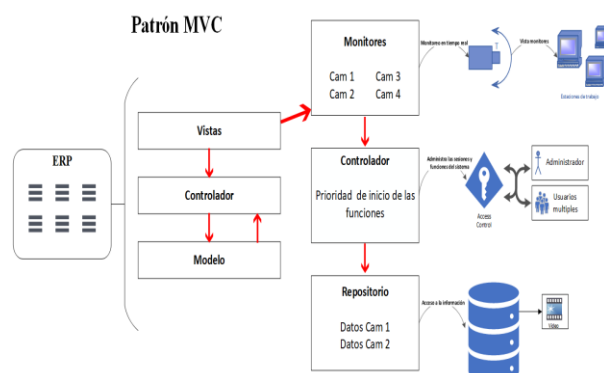 Patrón MVC
ERP
Vistas
Controlador
Modelo
Monitores
Cam 1 Cam 3
Cam 2 Cam 4
Controlador
Prioridad de inicio de las
funciones
Repositorio
Datos Cam 1
Datos Cam 2
Monitoreo en tiempo real
T
Vista monitores
Estaciones de trabajo
Administra las sesiones y
funciones del sistema
Access
Control
Administrador
Usuarios
multiples
Acceso a la información
Video